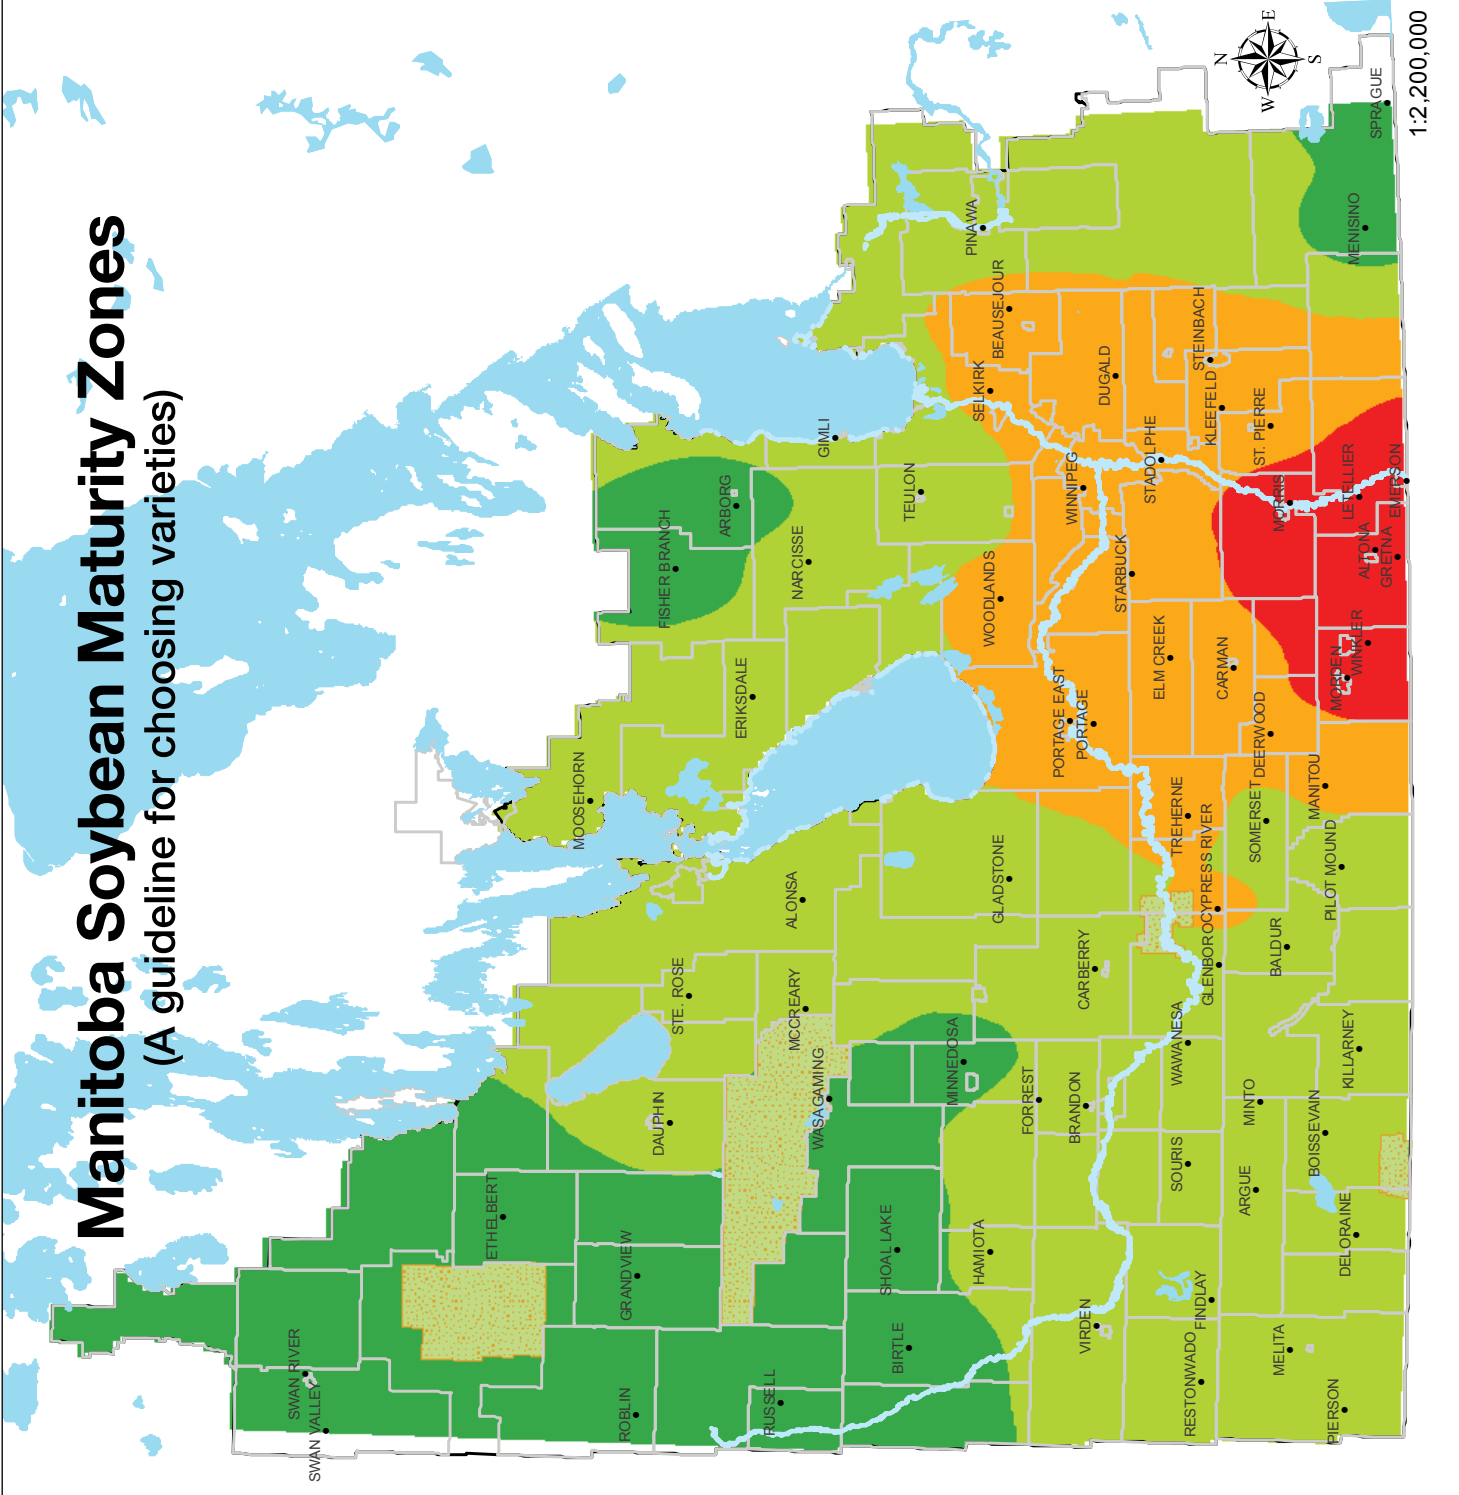 Manitoba Soybean Maturity Zones
(A guideline for choosing varieties)
SWAN RIVER
SWAN VALLEY
ETHELBERT
GRANDVIEW
ROBLIN
RUSSELL
BIRTLE
SHOAL LAKE
HAMIOTA
DAUPHIN
STE. ROSE
MCCREARY
WASAGAMING
MINNEDOSA
FORREST
BRANDON
VIRDEN
RESTON
WADO
FINDLAY
MELITA
PIERSON
SOURIS
ARGUE
MINTO
BOISSEVAIN
DELORAINE
KILLARNEY
WAWANESA
CARBERRY
GLENBORO
CYPRESS RIVER
BALDUR
PILOT MOUND
MANITOU
SOMERSET
DEERWOOD
TREHERNE
GLADSTONE
ALONSA
MOOSEHORN
ERIKSDALE
FISHER BRANCH
ARBORG
NARCISSE
GIMLI
TEULON
WOODLANDS
PORTAGE EAST
PORTAGE
ELM CREEK
CARMAN
STARBUCK
WINNIPEG
STADOLPHE
SELKIRK
BEAUSEJOUR
PINAWA
DUGALD
STEINBACH
KLEEFELD
ST. PIERRE
MORRIS
LETELLIER
EMERSON
ALTONA
GRETNA
WINKLER
MORDEN
MENISINO
SPRAGUE
N
E
S
W
1:2,200,000